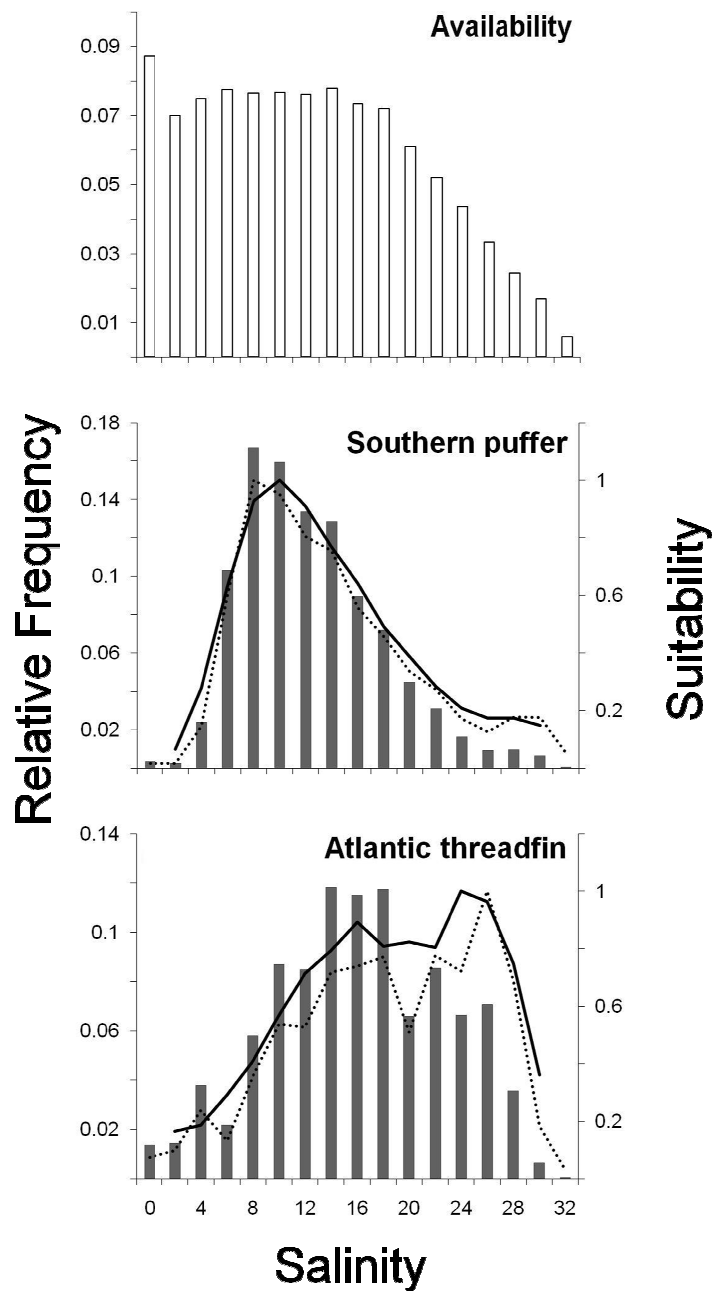 Availability
0.09
0.07
0.05
0.03
0.01
Relative Frequency
Southern puffer
0.18
0.14
0.1
0.06
0.02
1
0.6
0.2
Suitability
Atlantic threadfin
0.14
0.1
0.06
0.02
1
0.6
0.2
0 4 8 12 16 20 24 28 32
Salinity